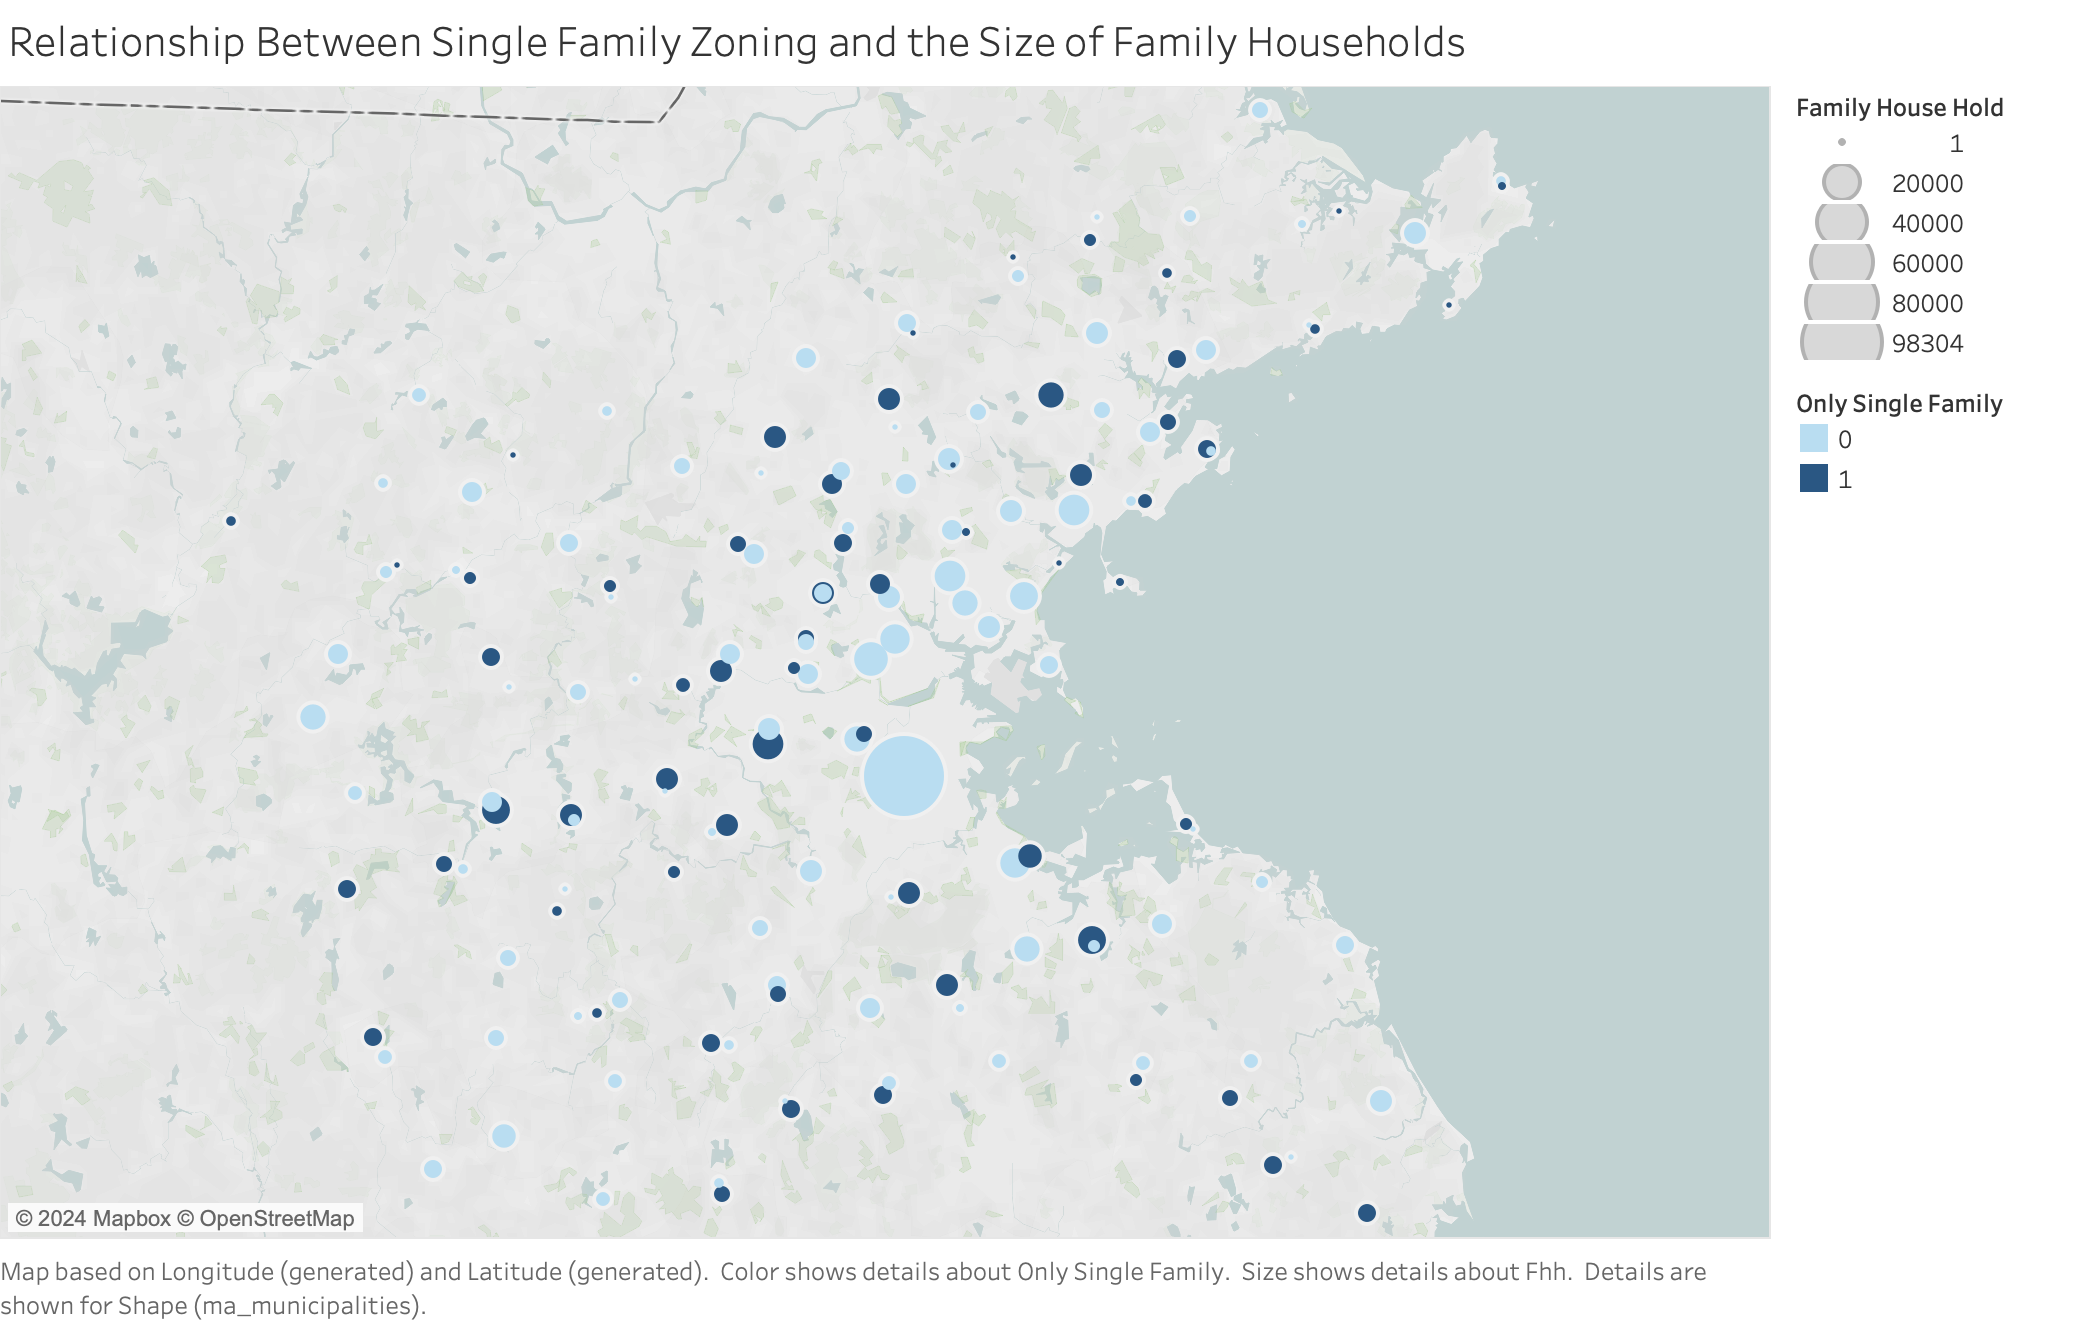 Relationship Between Single Family Zoning and the Size of Family Households
Family House Hold
1
20000
40000
60000
80000
98304
Only Single Family
0
1
© 2024 Mapbox © OpenStreetMap
Map based on Longitude (generated) and Latitude (generated).  Color shows details about Only Single Family.  Size shows details about Fhh.  Details are
shown for Shape (ma_municipalities).